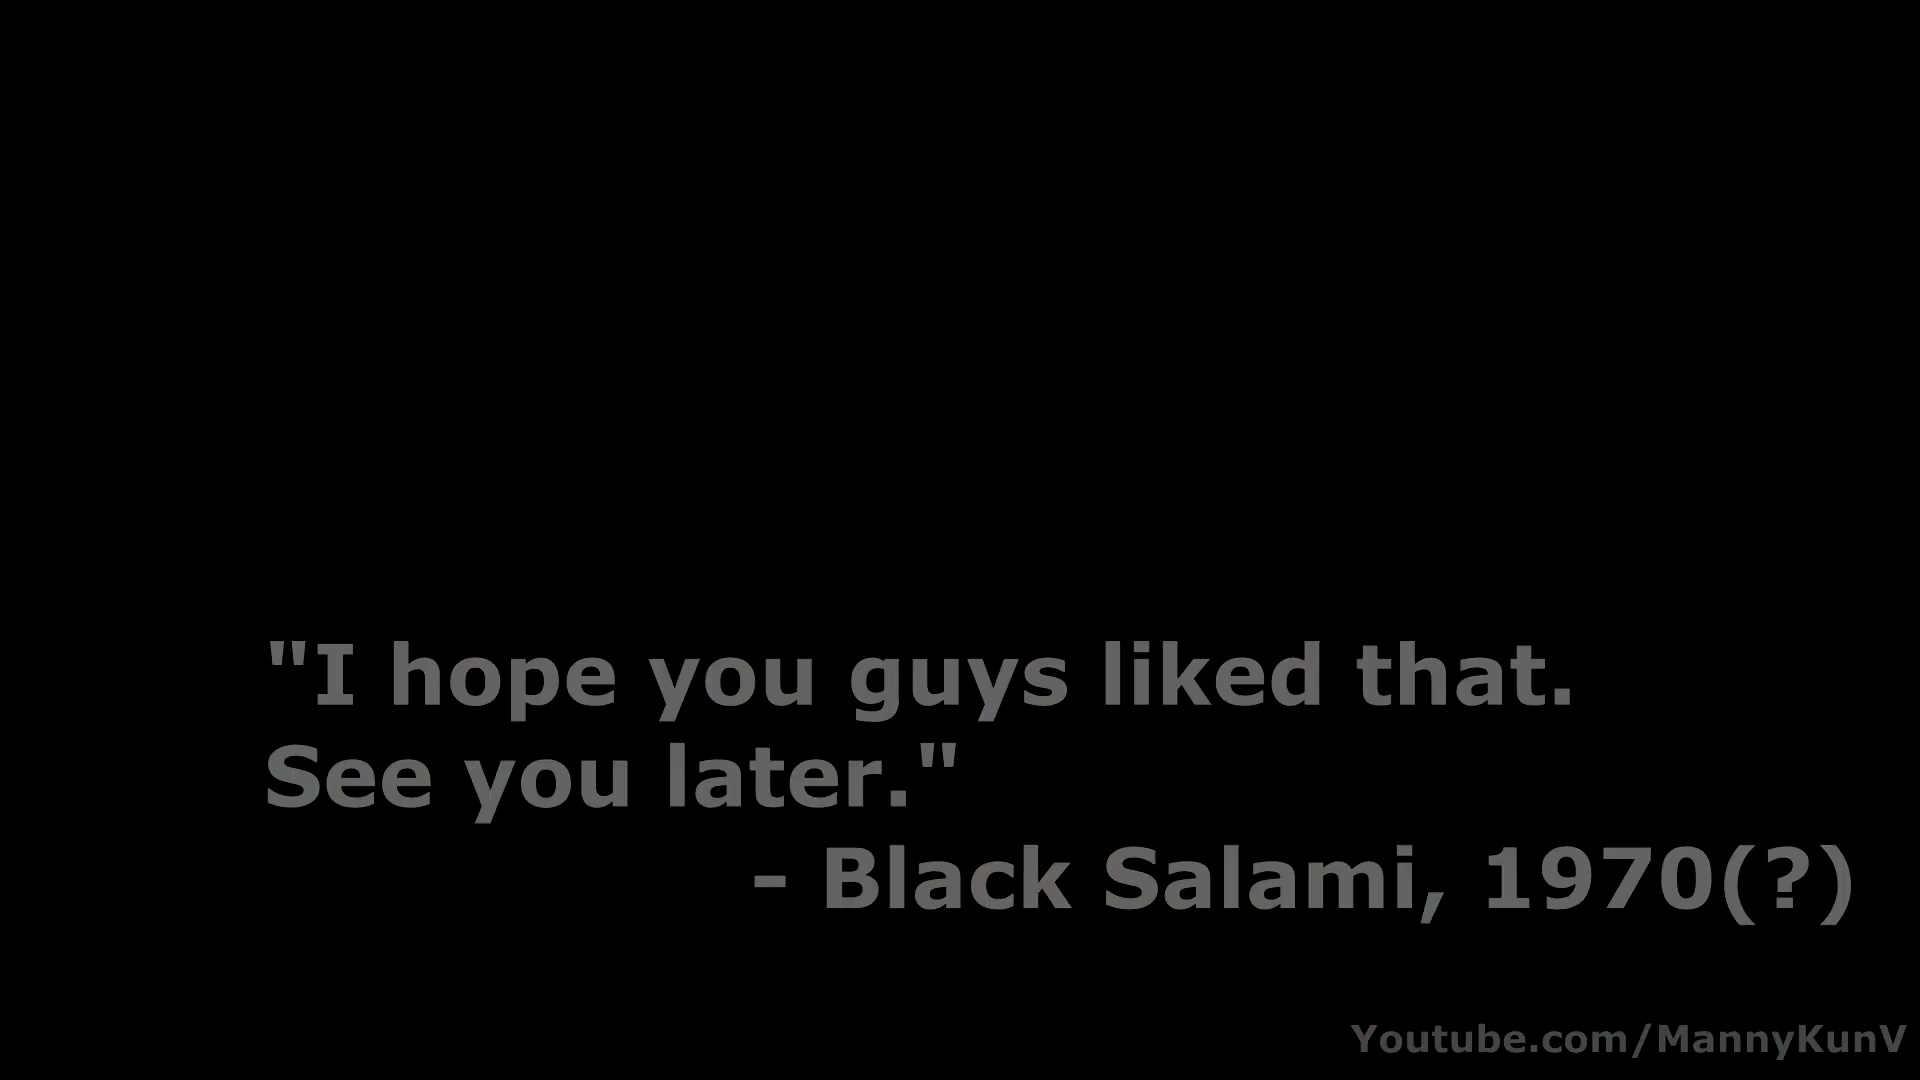 "I hope you guys liked that.
See you later."
- Black Salami, 1970(?)
Youtube.com/MannyKunV